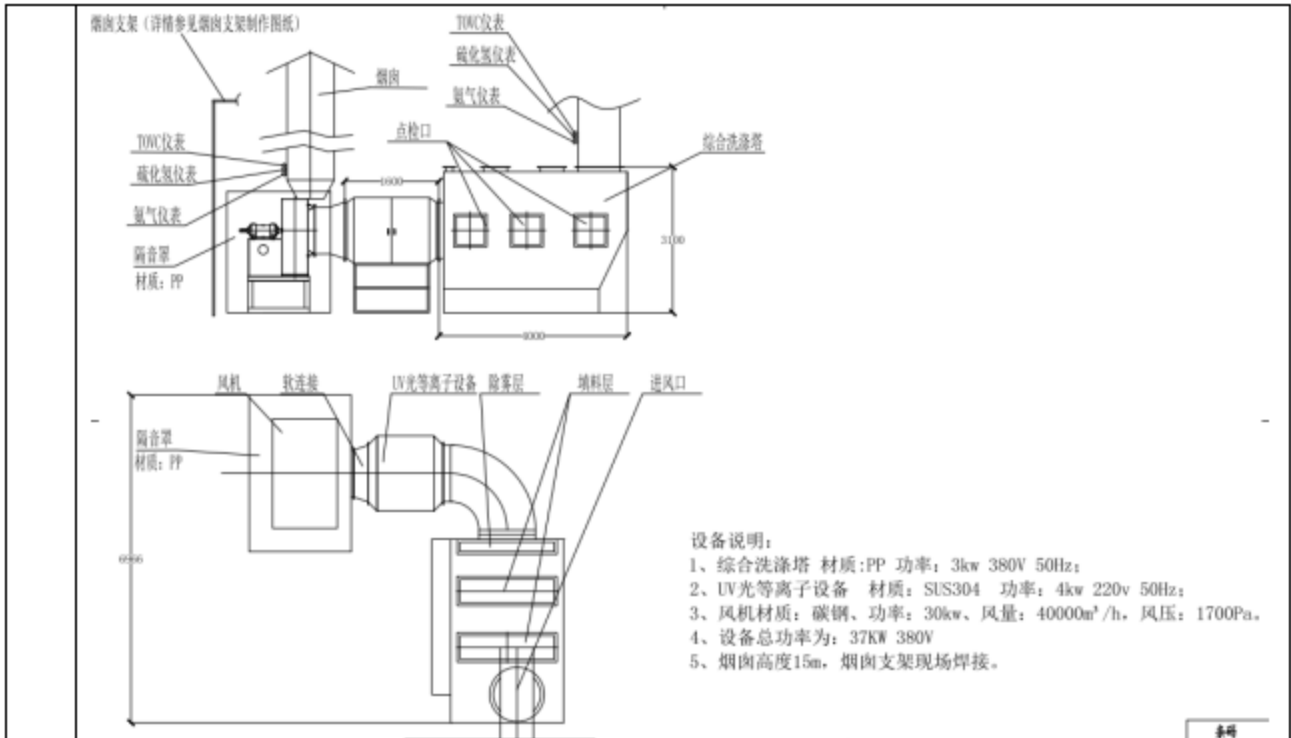 烟囱支架（详情参见烟囱支架制作图纸）
TOVC仪表
硫化氢仪表
氨气仪表
烟囱
点检口
综合洗涤塔
TOVC仪表
硫化氢仪表
氨气仪表
隔音罩
材质：PP
1600
3100
4000
风机
软连接
UV光等离子设备
除雾层
填料层
进风口
隔音罩
材质：PP
设备说明：
1、综合洗涤塔 材质:PP 功率：3kw 380V 50Hz；
2、UV光等离子设备 材质：SUS304 功率：4kw 220v 50Hz；
3、风机材质：碳钢、功率：30kw、风量：40000m³/h，风压：1700Pa。
4、设备总功率为：37KW 380V
5、烟囱高度15m，烟囱支架现场焊接。